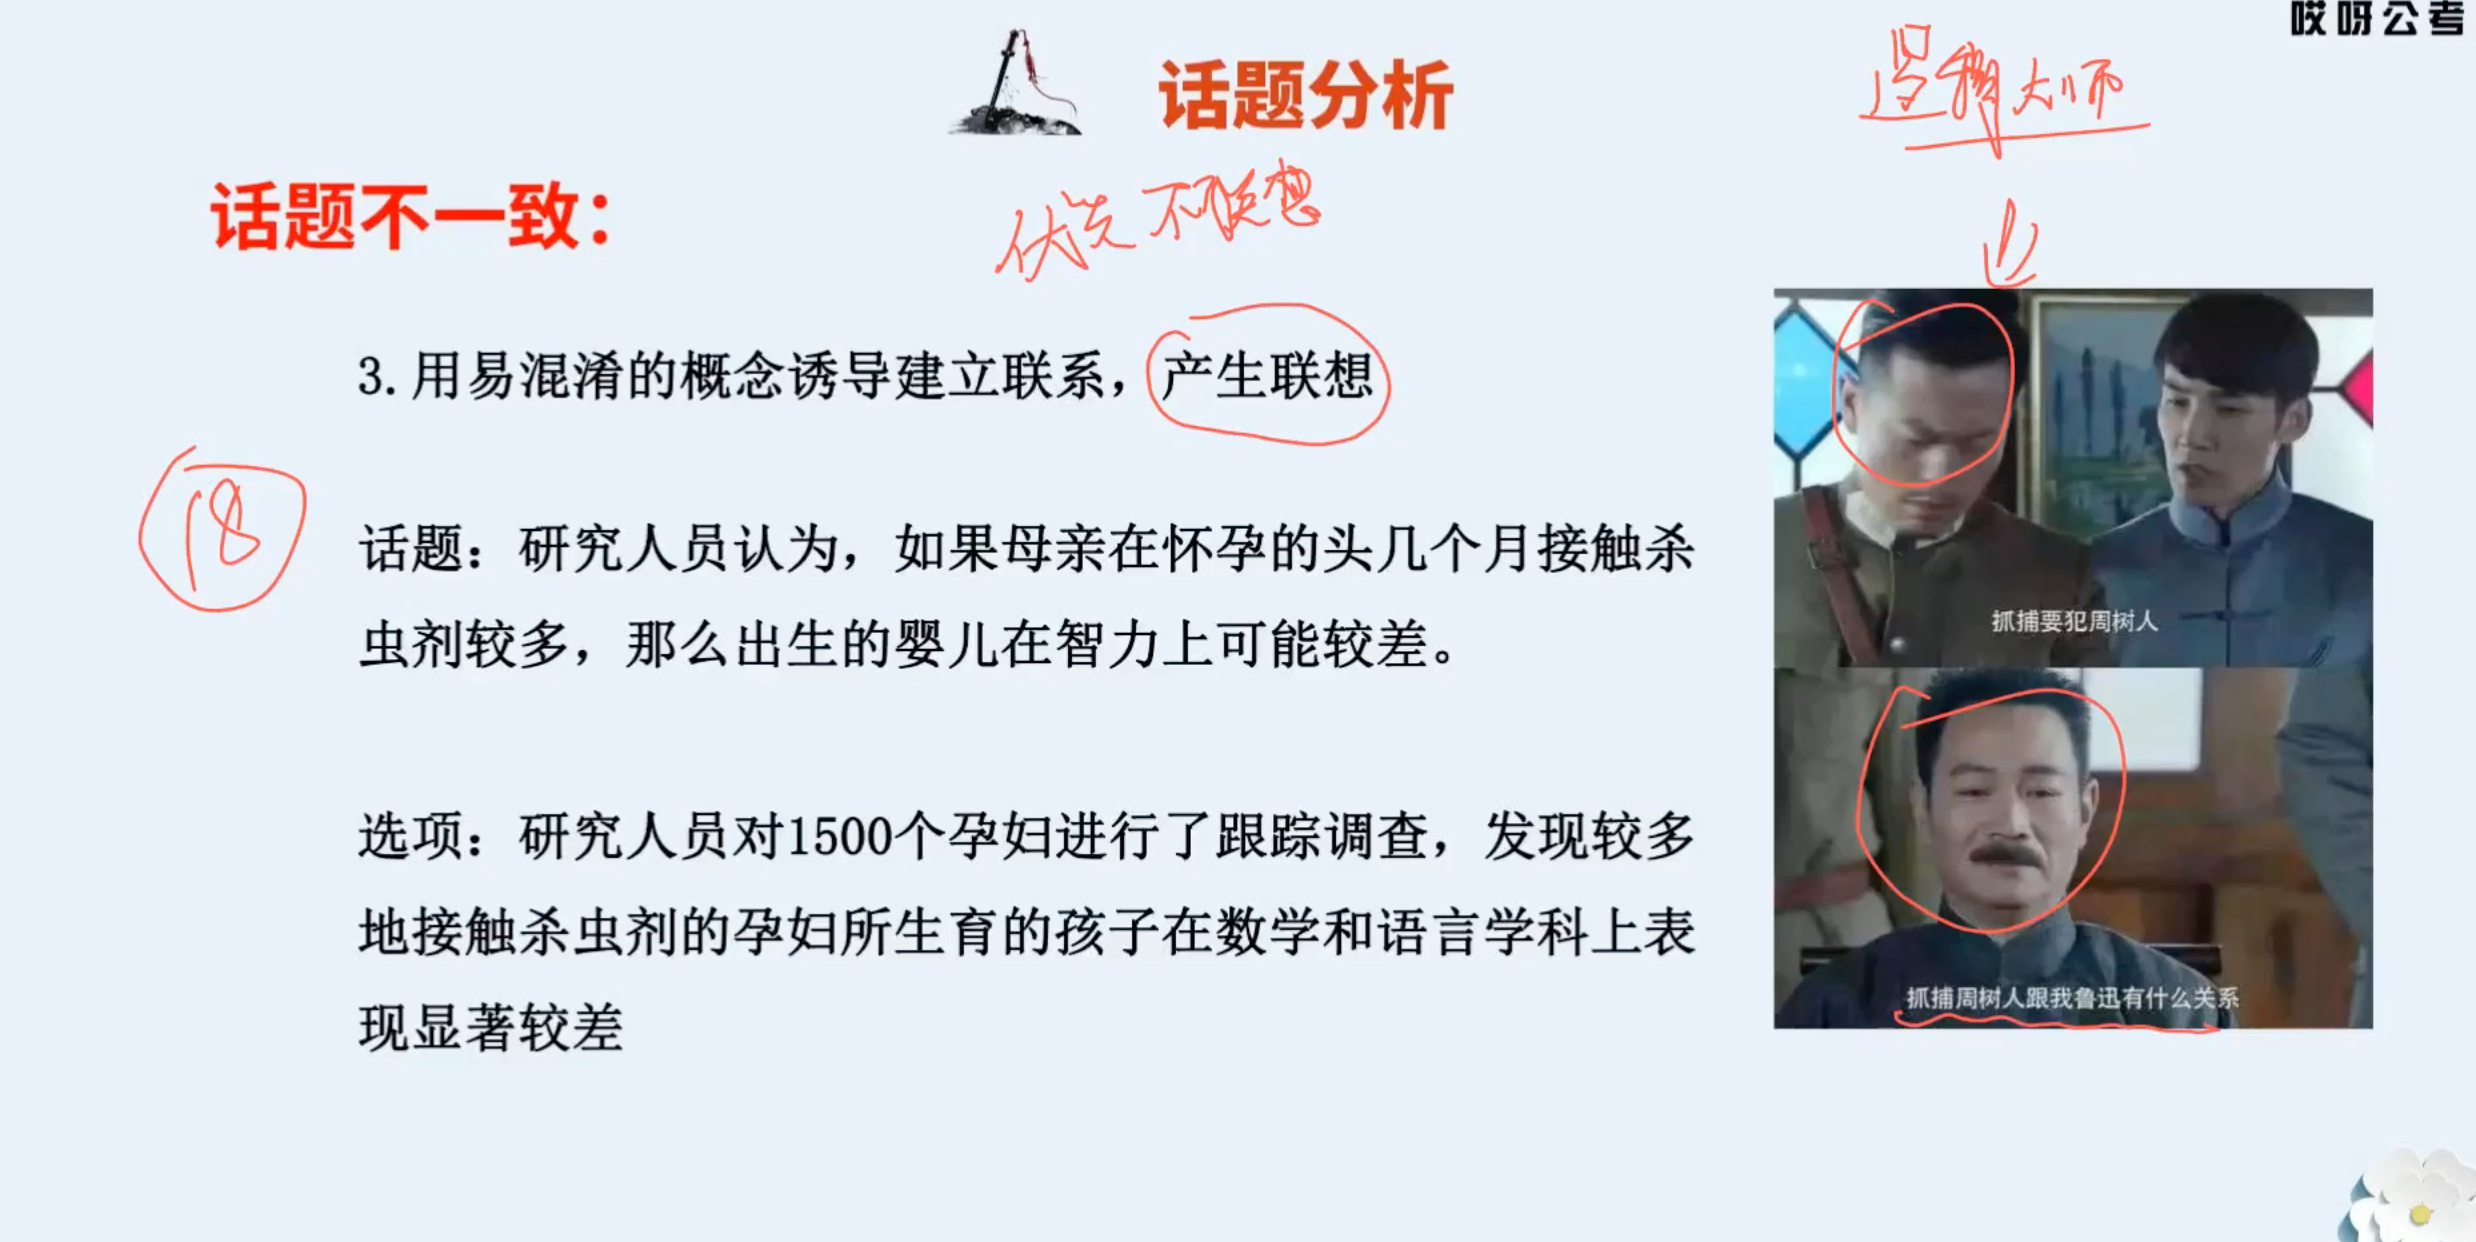 哎呀公考
话题分析
逻辑大师
话题不一致：
优先不联想
3.用易混淆的概念诱导建立联系，产生联想
18
话题：研究人员认为，如果母亲在怀孕的头几个月接触杀
虫剂较多，那么出生的婴儿在智力上可能较差。
抓捕要犯周树人
选项：研究人员对1500个孕妇进行了跟踪调查，发现较多
地接触杀虫剂的孕妇所生育的孩子在数学和语言学科上表
现显著较差
抓捕周树人跟我鲁迅有什么关系